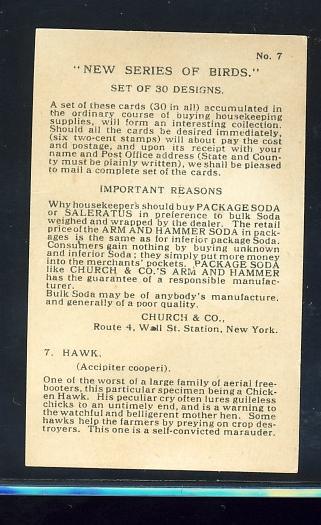 No. 7
"NEW SERIES OF BIRDS."
SET OF 30 DESIGNS.
A set of these cards (30 in all) accumulated in
the ordinary course of buying housekeeping
supplies, will form an interesting collection.
Should all the cards be desired immediately,
(six two-cent stamps) will about pay the cost
and postage, and upon its receipt with your
name and Post Office address (State and Coun-
ty must be plainly written), we shall be pleased
to mail a complete set of the cards.
IMPORTANT REASONS
Why housekeepers should buy PACKAGE SODA
or SALERATUS in preference to bulk Soda
weighed and wrapped by the dealer. The retail
price of the ARM AND HAMMER SODA in pack-
ages is the same as for inferior package Soda.
Consumers gain nothing by buying unknown
and inferior Soda; they simply put more money
into the merchants' pockets. PACKAGE SODA
like CHURCH & CO.'S ARM AND HAMMER
has the guarantee of a responsible manufac-
turer.
Bulk Soda may be of anybody's manufacture,
and generally of a poor quality.
CHURCH & CO.,
Route 4, Wall St. Station, New York.
7. HAWK.
(Accipiter cooperi).
One of the worst of a large family of aerial free-
booters, this particular specimen being a Chick-
en Hawk. His peculiar cry often lures guileless
chicks to an untimely end, and is a warning to
the watchful and belligerent mother hen. Some
hawks help the farmers by preying on crop des-
troyers. This one is a self-convicted marauder.